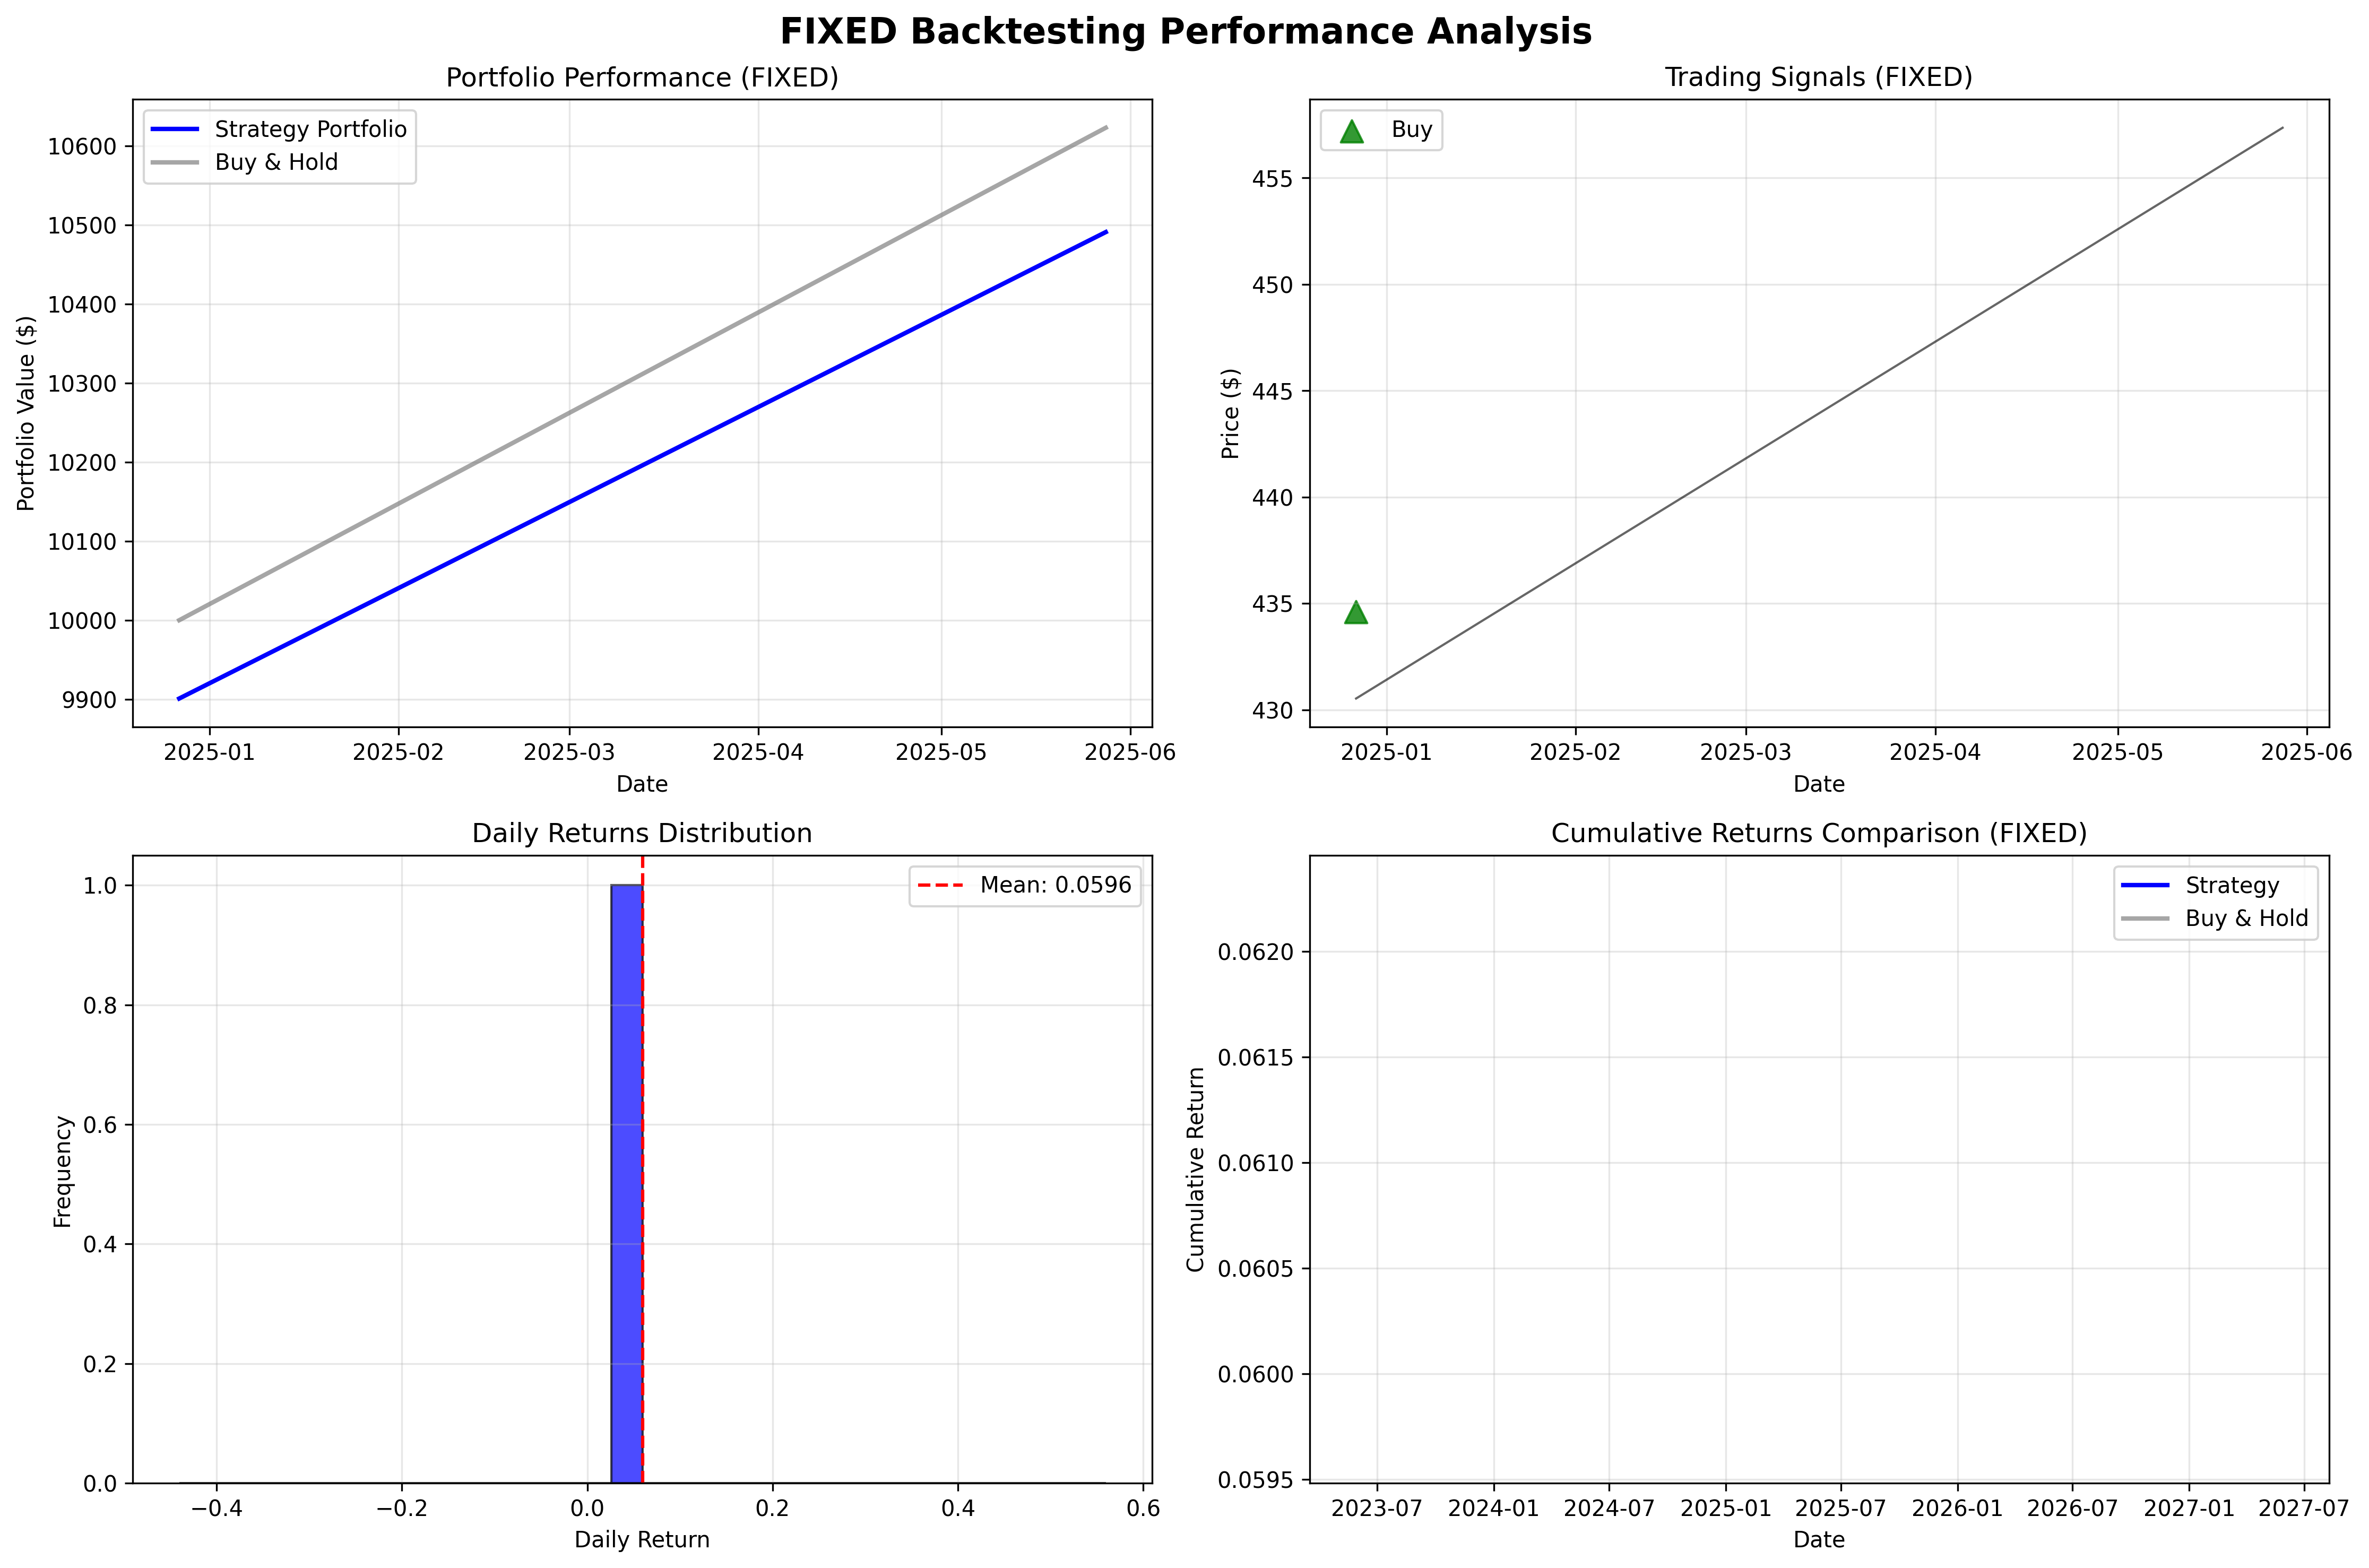 FIXED Backtesting Performance Analysis
Portfolio Performance (FIXED)
Strategy Portfolio
Buy & Hold
Portfolio Value ($)
10600
10500
10400
10300
10200
10100
10000
9900
2025-01 2025-02 2025-03 2025-04 2025-05 2025-06
Date
Trading Signals (FIXED)
Buy
Price ($)
455
450
445
440
435
430
2025-01 2025-02 2025-03 2025-04 2025-05 2025-06
Date
Daily Returns Distribution
Mean: 0.0596
Frequency
1.0
0.8
0.6
0.4
0.2
0.0
−0.4 −0.2 0.0 0.2 0.4 0.6
Daily Return
Cumulative Returns Comparison (FIXED)
Strategy
Buy & Hold
Cumulative Return
0.0620
0.0615
0.0610
0.0605
0.0600
0.0595
2023-07 2024-01 2024-07 2025-01 2025-07 2026-01 2026-07 2027-01 2027-07
Date